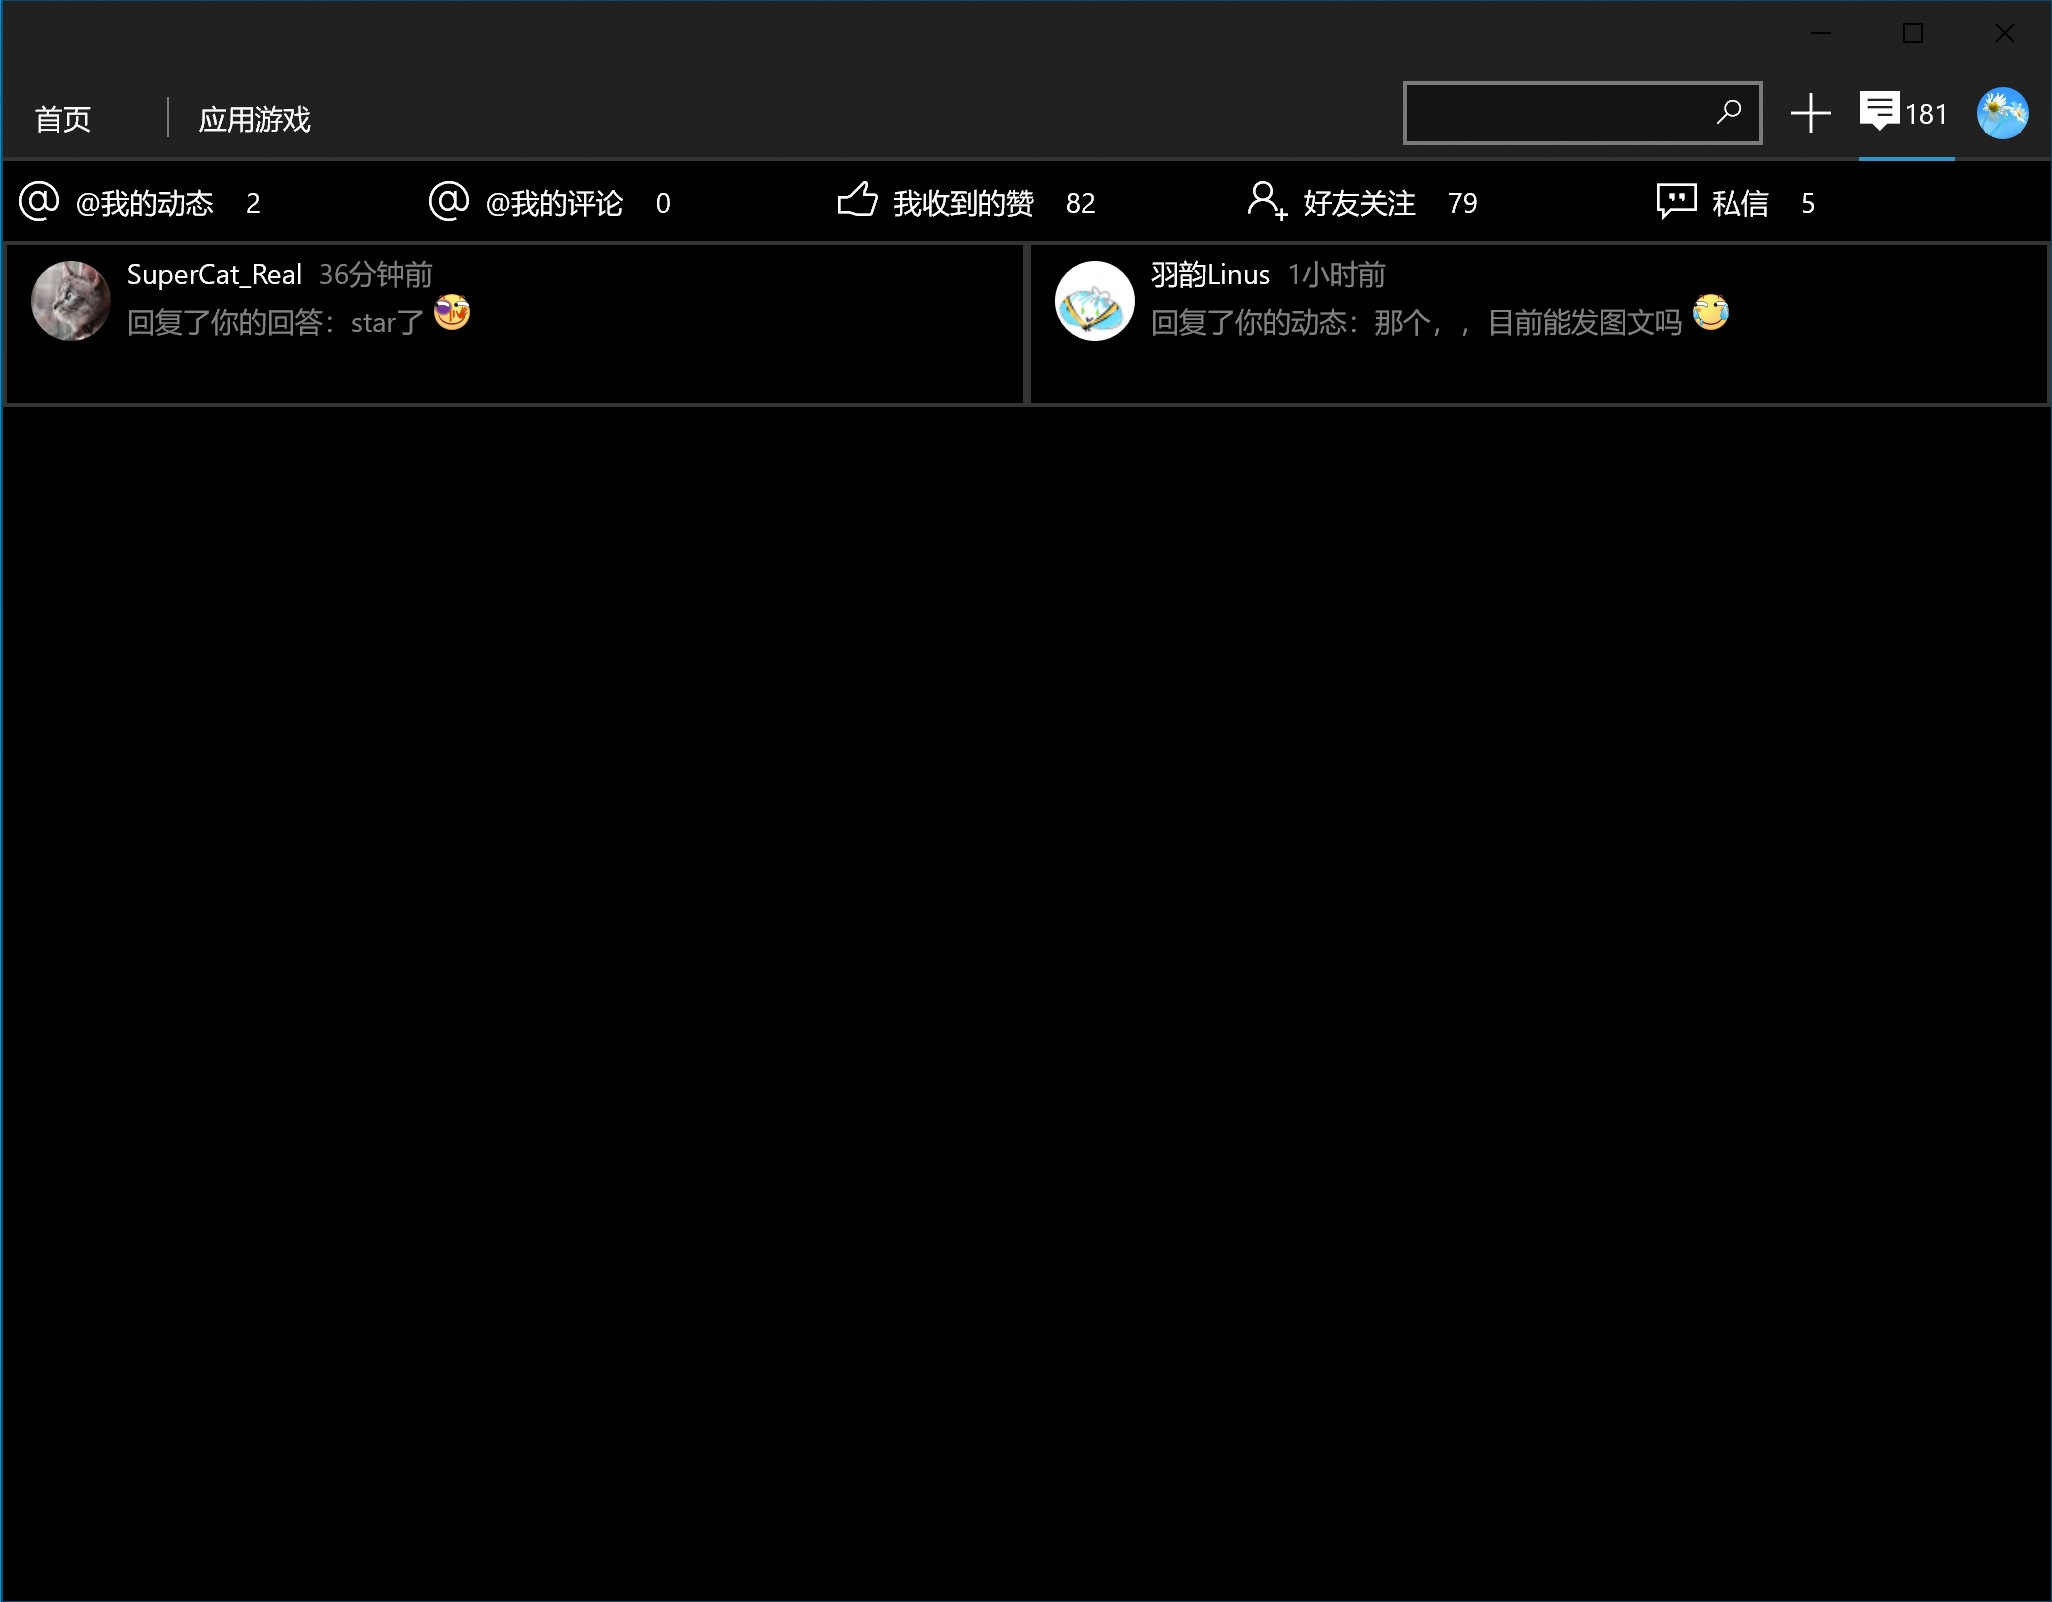 首页 应用游戏 181
@我的动态 2 @我的评论 0 我收到的赞 82 好友关注 79 私信 5
SuperCat_Real 36分钟前
回复了你的回答：star了
羽韵Linus 1小时前
回复了你的动态：那个，，目前能发图文吗